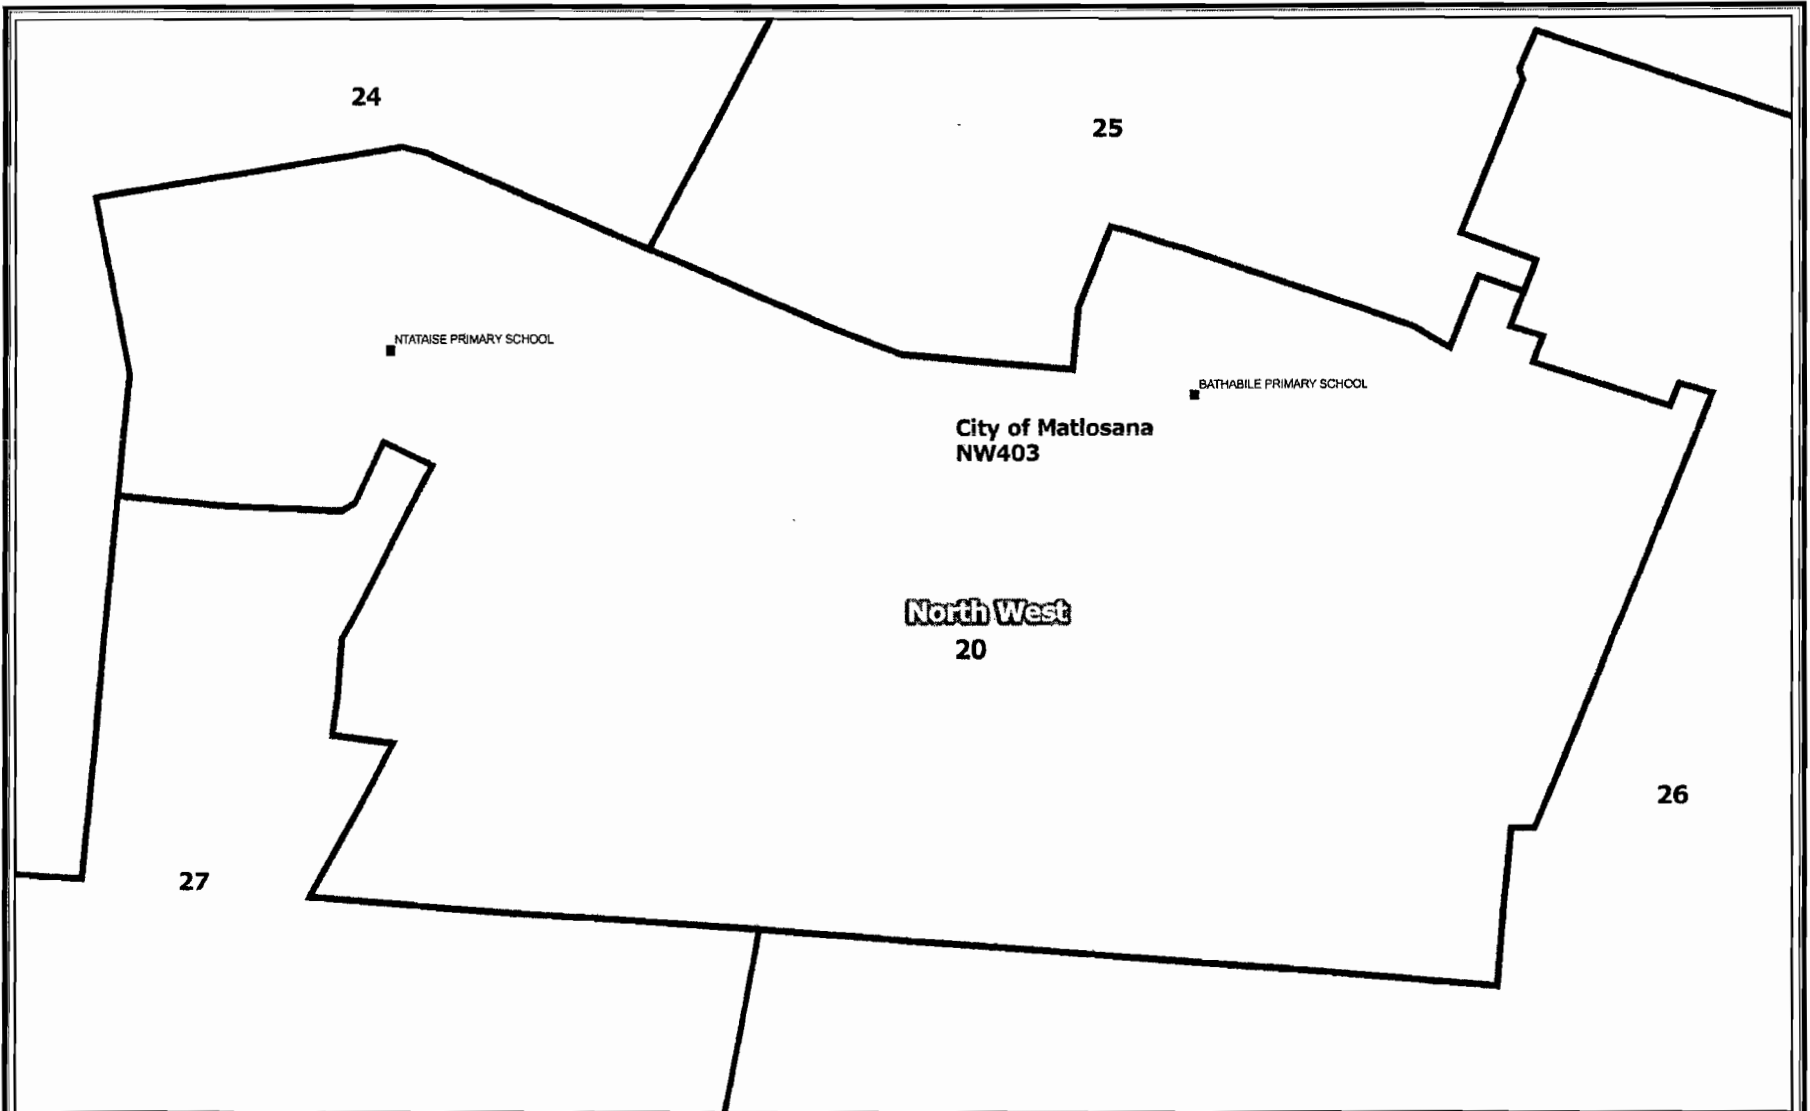 24
25
NTATAISE PRIMARY SCHOOL
BATHABILE PRIMARY SCHOOL
City of Matlosana
NW403
North West
20
26
27